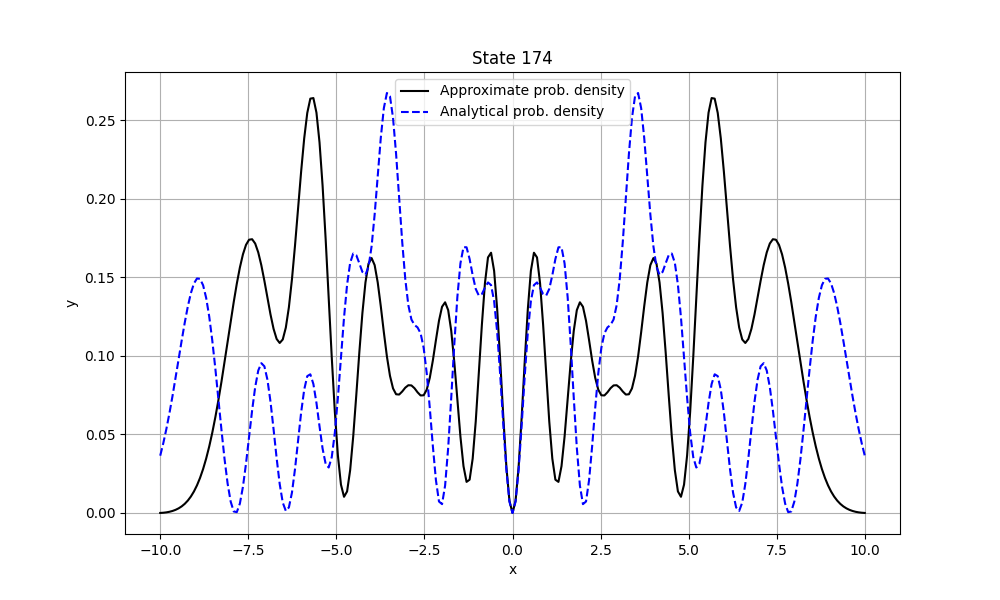 State 174
Approximate prob. density
Analytical prob. density
y
0.25
0.20
0.15
0.10
0.05
0.00
−10.0 −7.5 −5.0 −2.5 0.0 2.5 5.0 7.5 10.0
x